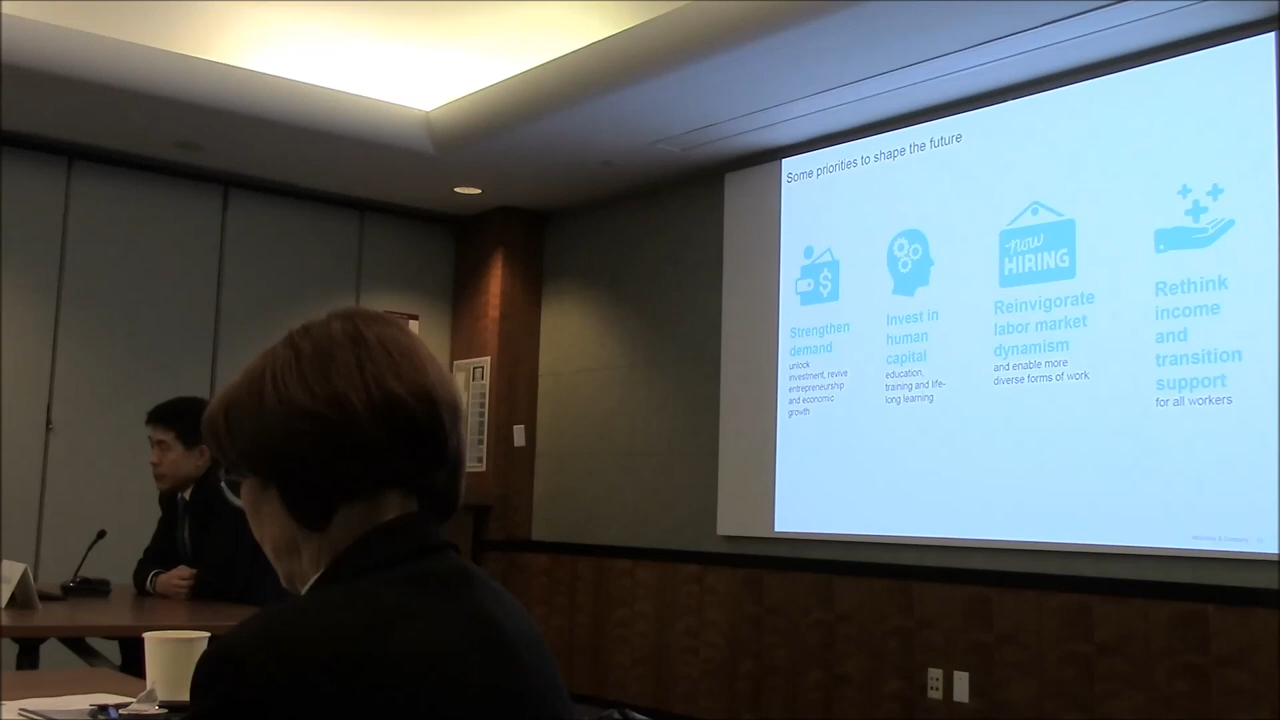 Some priorities to shape the future
Strengthen
demand
unlock
investment, revive
entrepreneurship
and economic
growth
Invest in
human
capital
education,
training and life-
long learning
now
HIRING
Reinvigorate
labor market
dynamism
and enable more
diverse forms of work
Rethink
income
and
transition
support
for all workers
McKinsey & Company